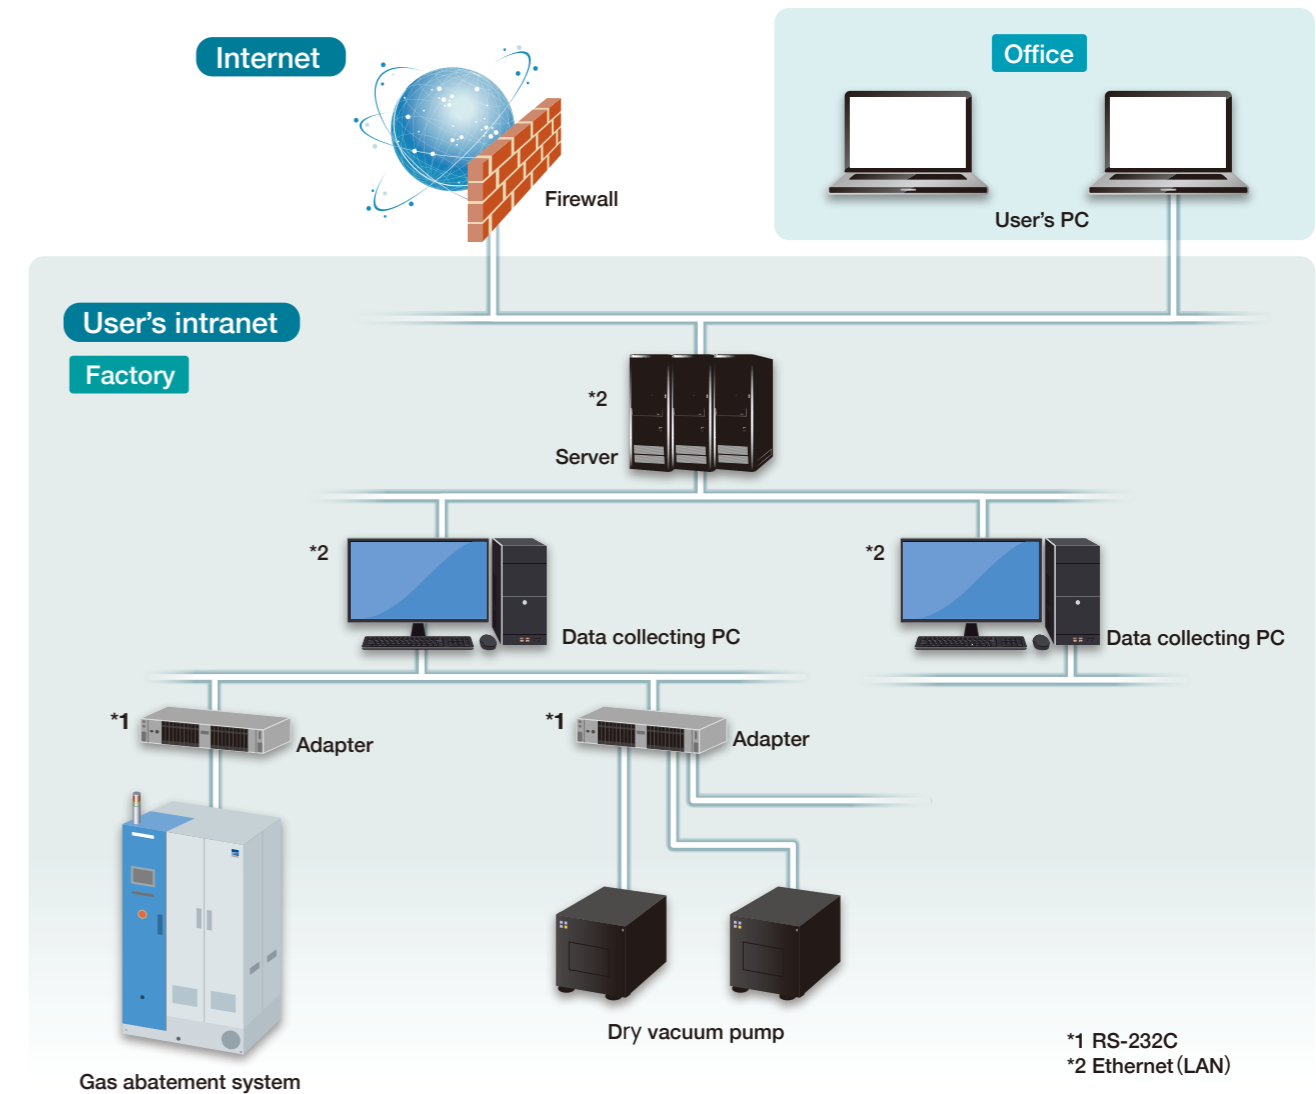 Internet
Office
Firewall
User’s PC
User’s intranet
Factory
*2
Server
*2
*2
Data collecting PC
Data collecting PC
*1
*1
Adapter
Adapter
Dry vacuum pump
*1 RS-232C
*2 Ethernet (LAN)
Gas abatement system